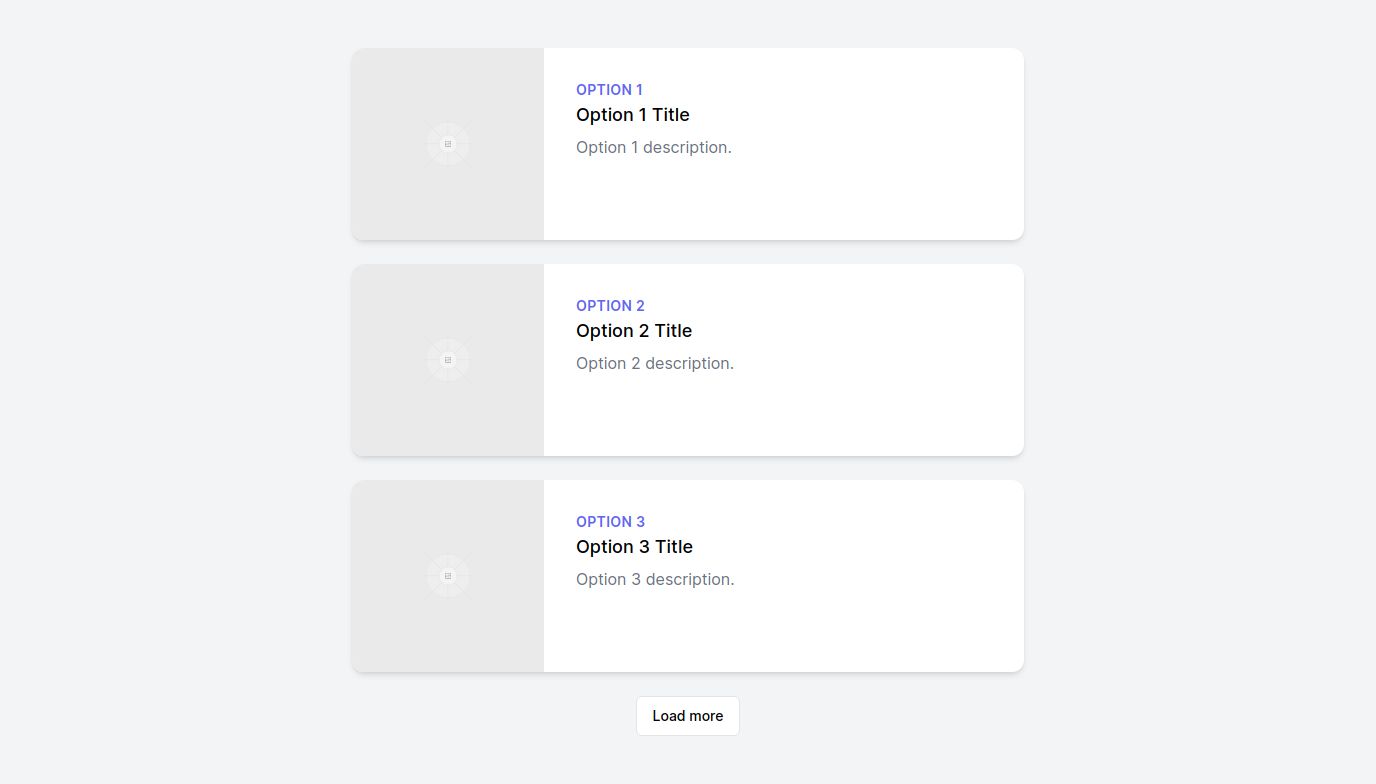 OPTION 1
Option 1 Title
Option 1 description.
OPTION 2
Option 2 Title
Option 2 description.
OPTION 3
Option 3 Title
Option 3 description.
Load more